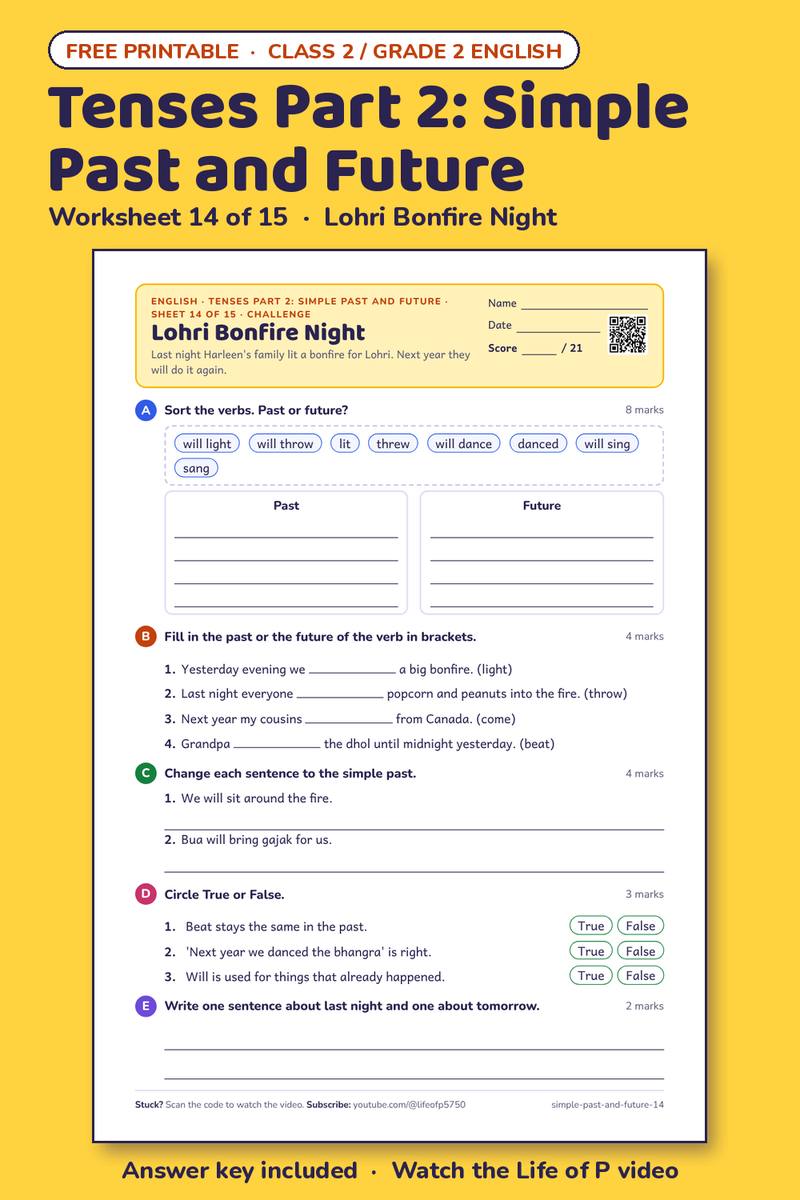 FREE PRINTABLE · CLASS 2 / GRADE 2 ENGLISH
Tenses Part 2: Simple
Past and Future
Worksheet 14 of 15 · Lohri Bonfire Night
ENGLISH · TENSES PART 2: SIMPLE PAST AND FUTURE ·
SHEET 14 OF 15 · CHALLENGE
Lohri Bonfire Night
Last night Harleen's family lit a bonfire for Lohri. Next year they
will do it again.
Name
Date
Score / 21
A Sort the verbs. Past or future? 8 marks
will light will throw lit threw will dance danced will sing
sang
Past Future
B Fill in the past or the future of the verb in brackets. 4 marks
1. Yesterday evening we ____________ a big bonfire. (light)
2. Last night everyone ____________ popcorn and peanuts into the fire. (throw)
3. Next year my cousins ____________ from Canada. (come)
4. Grandpa ____________ the dhol until midnight yesterday. (beat)
C Change each sentence to the simple past. 4 marks
1. We will sit around the fire.
2. Bua will bring gajak for us.
D Circle True or False. 3 marks
1. Beat stays the same in the past. True False
2. 'Next year we danced the bhangra' is right. True False
3. Will is used for things that already happened. True False
E Write one sentence about last night and one about tomorrow. 2 marks
Stuck? Scan the code to watch the video. Subscribe: youtube.com/@lifeofp5750 simple-past-and-future-14
Answer key included · Watch the Life of P video